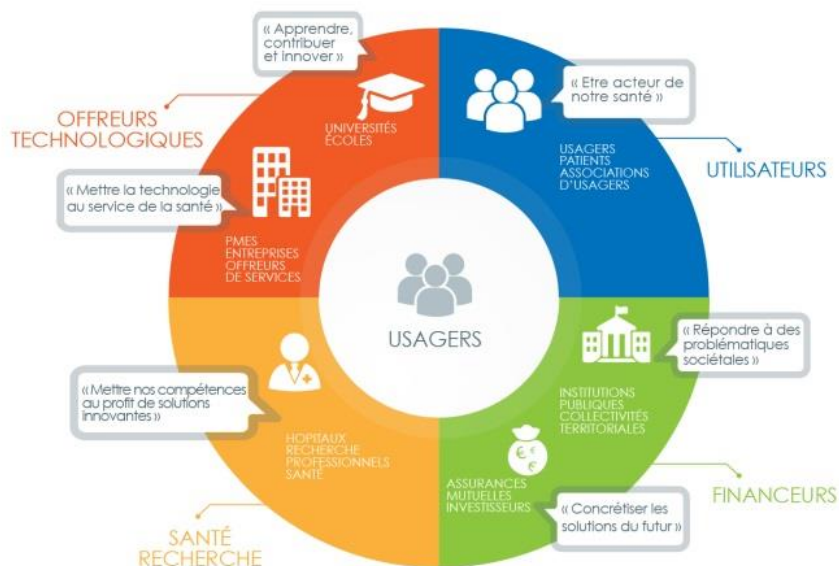 « Apprendre,
contribuer
et innover »
OFFREURS
TECHNOLOGIQUES
UNIVERSITÉS
ÉCOLES
« Mettre la technologie
au service de la santé »
PMES
ENTREPRISES
OFFREURS
DE SERVICES
« Etre acteur de
notre santé »
USAGERS
PATIENTS
ASSOCIATIONS
D'USAGERS
UTILISATEURS
USAGERS
« Mettre nos compétences
au profit de solutions
innovantes »
HOPITAUX
RECHERCHE
PROFESSIONNELS
SANTÉ
SANTÉ
RECHERCHE
« Répondre à des
problématiques
sociétales »
INSTITUTIONS
PUBLIQUES
COLLECTIVITÉS
TERRITORIALES
€ €
€
ASSURANCES
MUTUELLES
INVESTISSEURS
« Concrétiser les
solutions du futur »
FINANCEURS